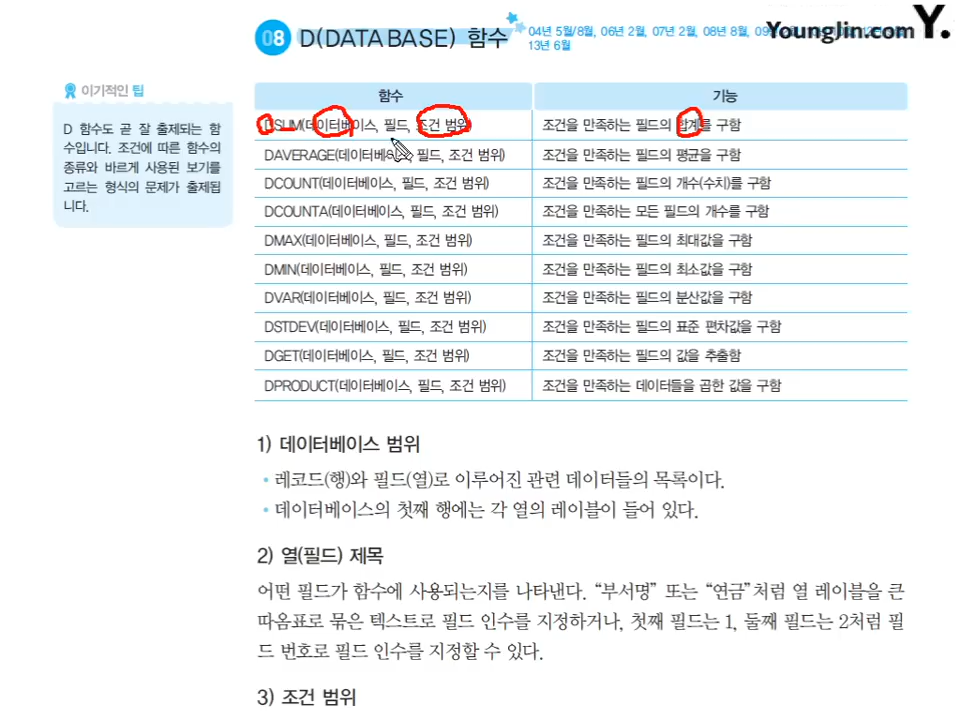 08 D(DATABASE) 함수
04년 5월/8월, 06년 2월, 07년 2월, 08년 8월,
13년 6월
Younglin.com Y.
이기적인 팁
D 함수도 곧 잘 출제되는 함
수입니다. 조건에 따른 함수의
종류와 바르게 사용된 보기를
고르는 형식의 문제가 출제됩
니다.
함수 기능
DSUM(데이터베이스, 필드, 조건 범위) 조건을 만족하는 필드의 합계를 구함
DAVERAGE(데이터베이스, 필드, 조건 범위) 조건을 만족하는 필드의 평균을 구함
DCOUNT(데이터베이스, 필드, 조건 범위) 조건을 만족하는 필드의 개수(수치)를 구함
DCOUNTA(데이터베이스, 필드, 조건 범위) 조건을 만족하는 모든 필드의 개수를 구함
DMAX(데이터베이스, 필드, 조건 범위) 조건을 만족하는 필드의 최대값을 구함
DMIN(데이터베이스, 필드, 조건 범위) 조건을 만족하는 필드의 최소값을 구함
DVAR(데이터베이스, 필드, 조건 범위) 조건을 만족하는 필드의 분산값을 구함
DSTDEV(데이터베이스, 필드, 조건 범위) 조건을 만족하는 필드의 표준 편차값을 구함
DGET(데이터베이스, 필드, 조건 범위) 조건을 만족하는 필드의 값을 추출함
DPRODUCT(데이터베이스, 필드, 조건 범위) 조건을 만족하는 데이터들을 곱한 값을 구함
1) 데이터베이스 범위
• 레코드(행)와 필드(열)로 이루어진 관련 데이터들의 목록이다.
• 데이터베이스의 첫째 행에는 각 열의 레이블이 들어 있다.
2) 열(필드) 제목
어떤 필드가 함수에 사용되는지를 나타낸다. “부서명” 또는 “연금”처럼 열 레이블을 큰
따옴표로 묶은 텍스트로 필드 인수를 지정하거나, 첫째 필드는 1, 둘째 필드는 2처럼 필
드 번호로 필드 인수를 지정할 수 있다.
3) 조건 범위